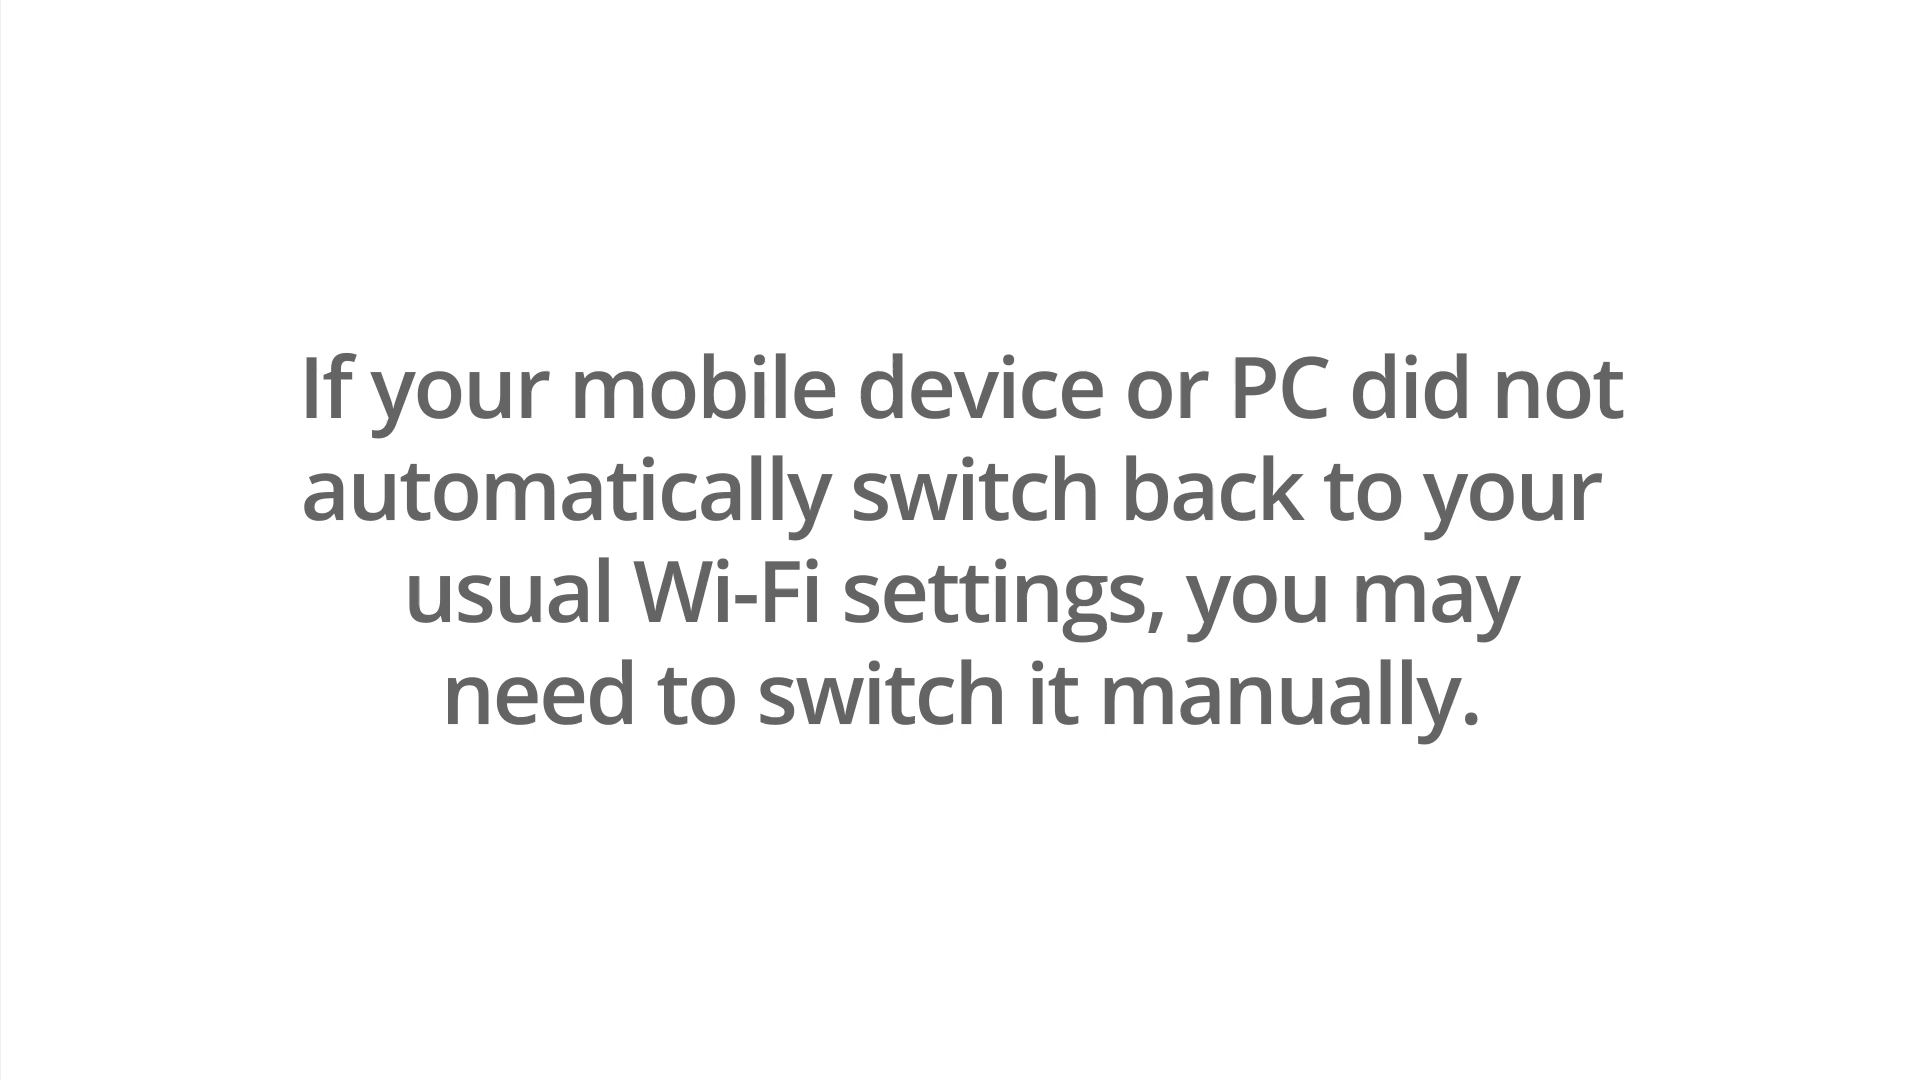 If your mobile device or PC did not
automatically switch back to your
usual Wi-Fi settings, you may
need to switch it manually.